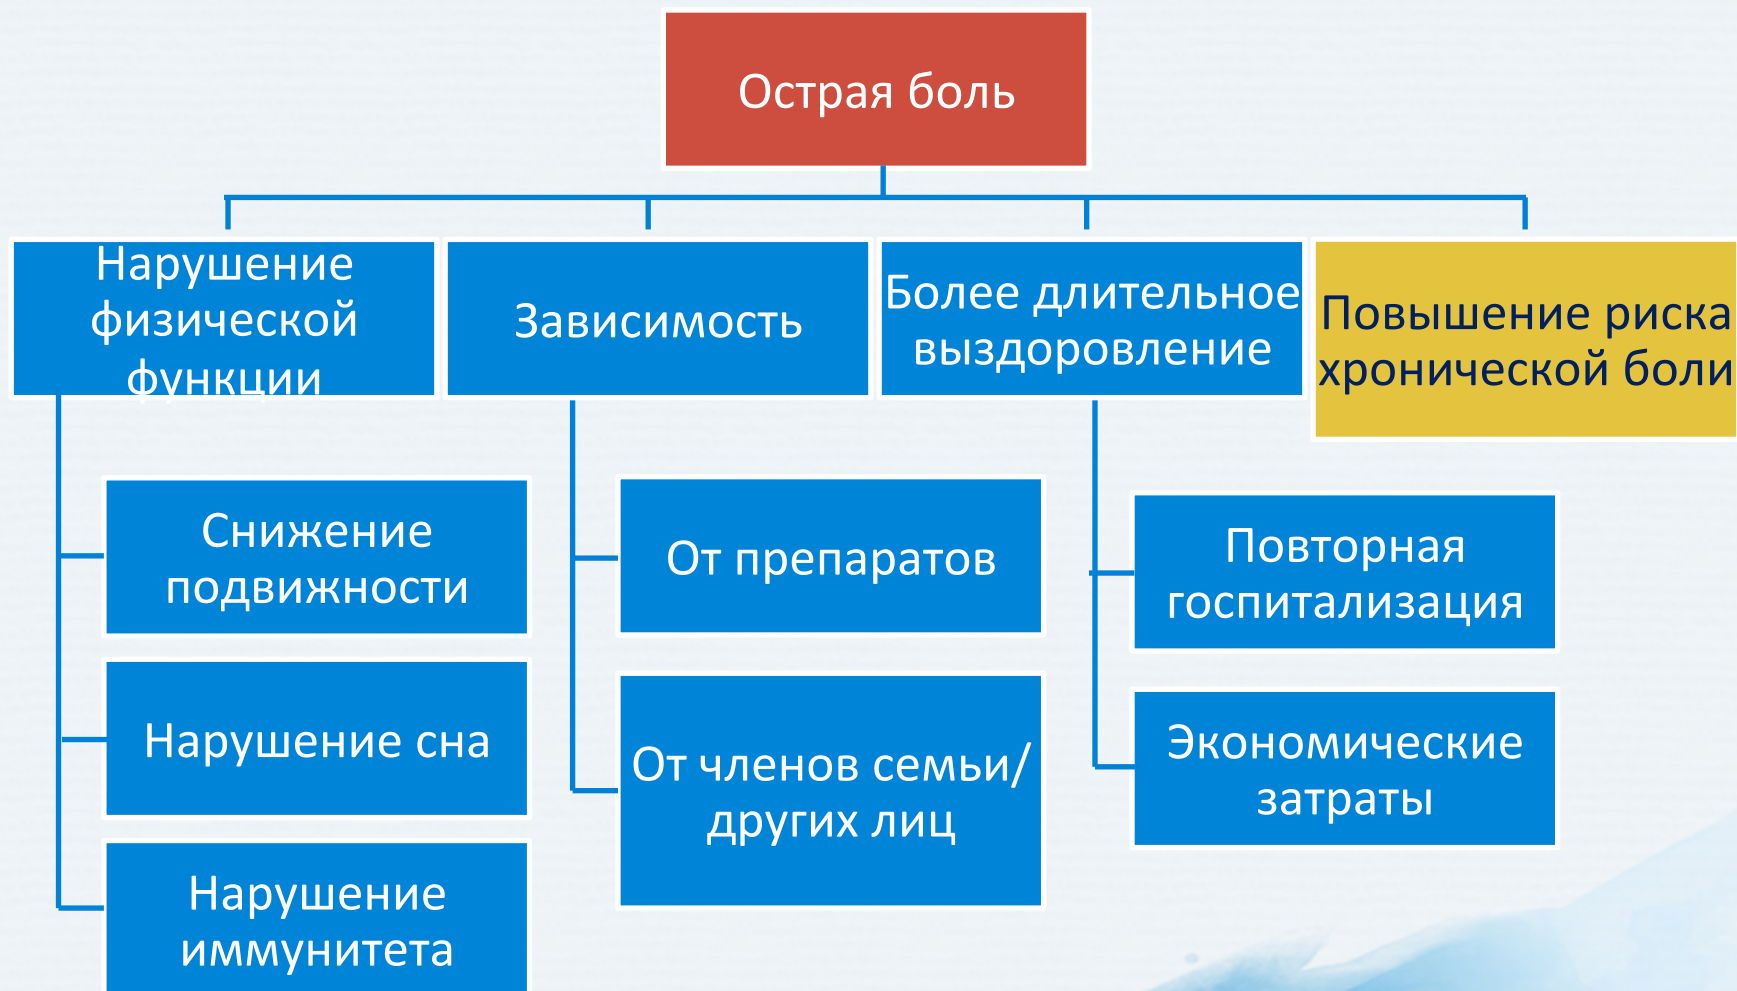 Острая боль
Нарушение
физической
функции
Зависимость
Более длительное
выздоровление
Повышение риска
хронической боли
Снижение
подвижности
Нарушение сна
Нарушение
иммунитета
От препаратов
От членов семьи/
других лиц
Повторная
госпитализация
Экономические
затраты